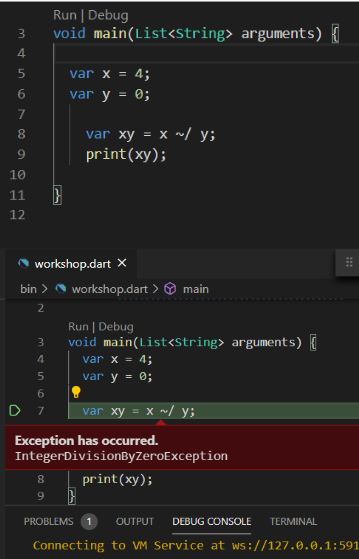 Run | Debug
3 void main(List<String> arguments) {
4
5 var x = 4;
6 var y = 0;
7
8 var xy = x ~/ y;
9 print(xy);
10
11 }
12
workshop.dart ×
bin > workshop.dart > main
2
Run | Debug
3 void main(List<String> arguments) {
4 var x = 4;
5 var y = 0;
6
7 var xy = x ~/ y;
Exception has occurred.
IntegerDivisionByZeroException
8 print(xy);
9 }
PROBLEMS 1 OUTPUT DEBUG CONSOLE TERMINAL
Connecting to VM Service at ws://127.0.0.1:591